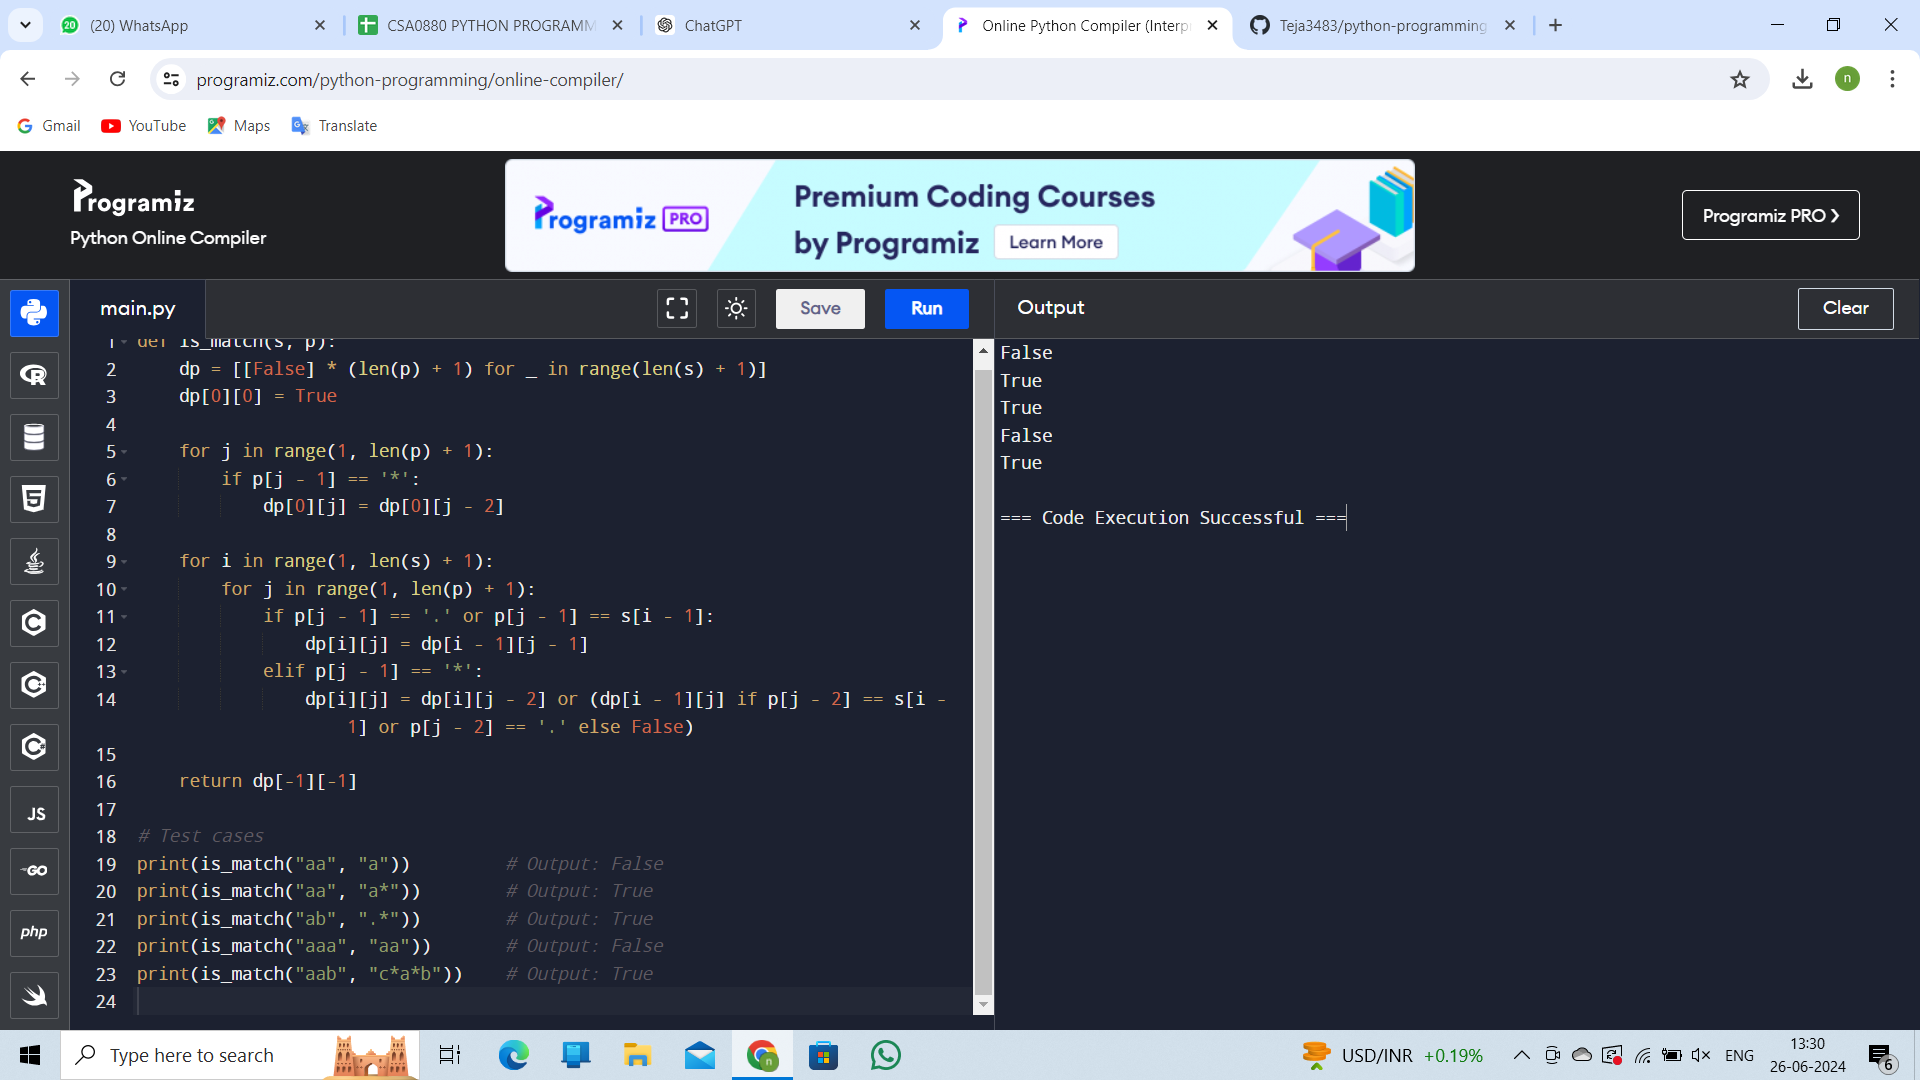 (20) WhatsApp
CSA0880 PYTHON PROGRAMM
ChatGPT
Online Python Compiler (Interp
Teja3483/python-programming
programiz.com/python-programming/online-compiler/
n
Gmail
YouTube
Maps
Translate
Programiz
Python Online Compiler
Programiz PRO
Premium Coding Courses
by Programiz
Learn More
Programiz PRO ❯
main.py
Save
Run
Output
Clear
1 def is_match(s, p):
2     dp = [[False] * (len(p) + 1) for _ in range(len(s) + 1)]
3     dp[0][0] = True
4
5     for j in range(1, len(p) + 1):
6         if p[j - 1] == '*':
7             dp[0][j] = dp[0][j - 2]
8
9     for i in range(1, len(s) + 1):
10         for j in range(1, len(p) + 1):
11             if p[j - 1] == '.' or p[j - 1] == s[i - 1]:
12                 dp[i][j] = dp[i - 1][j - 1]
13             elif p[j - 1] == '*':
14                 dp[i][j] = dp[i][j - 2] or (dp[i - 1][j] if p[j - 2] == s[i -
1] or p[j - 2] == '.' else False)
15
16     return dp[-1][-1]
17
18 # Test cases
19 print(is_match("aa", "a"))         # Output: False
20 print(is_match("aa", "a*"))        # Output: True
21 print(is_match("ab", ".*"))        # Output: True
22 print(is_match("aaa", "aa"))       # Output: False
23 print(is_match("aab", "c*a*b"))    # Output: True
24
False
True
True
False
True
=== Code Execution Successful ===
JS
GO
php
Type here to search
USD/INR +0.19%
ENG
13:30
26-06-2024
6